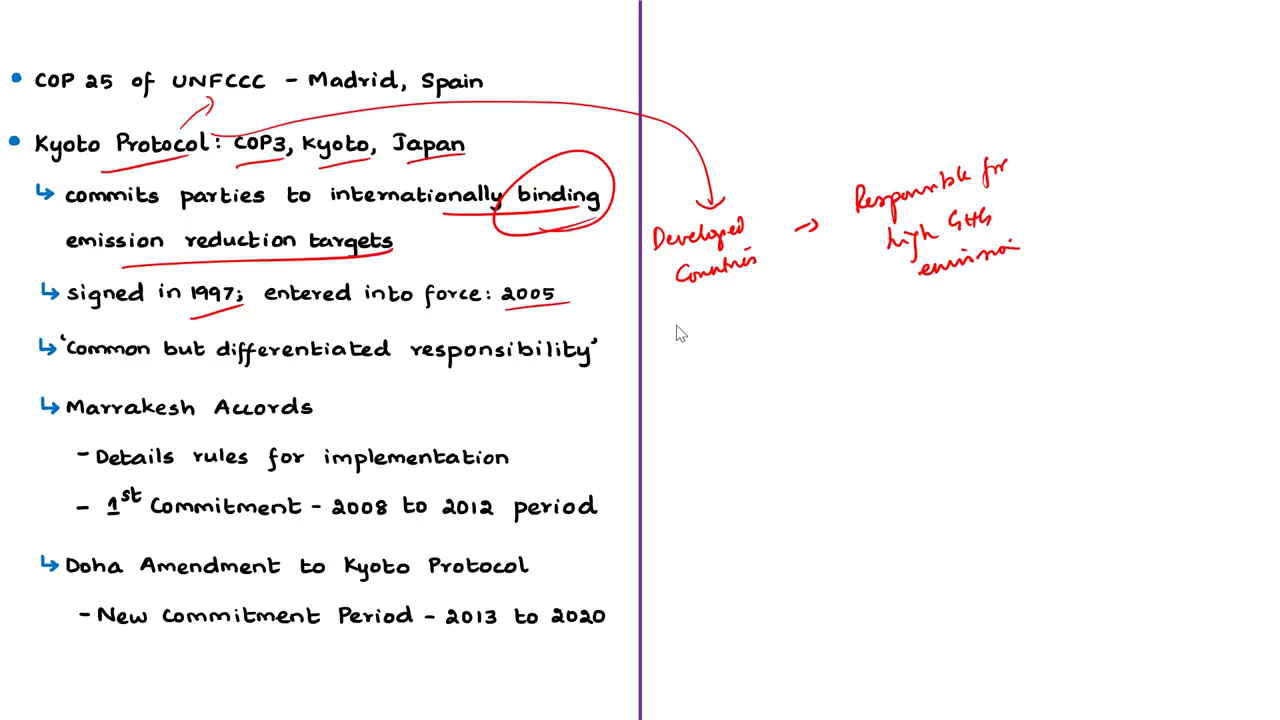 • COP 25 of UNFCCC - Madrid, Spain
• Kyoto Protocol: COP3, Kyoto, Japan
↳ commits parties to internationally binding
emission reduction targets
↳ signed in 1997; entered into force: 2005
↳ 'Common but differentiated responsibility'
↳ Marrakesh Accords
- Details rules for implementation
- 1st Commitment - 2008 to 2012 period
↳ Doha Amendment to Kyoto Protocol
- New Commitment Period - 2013 to 2020
Developed
Countries
→ Responsible for
high GHG
emission